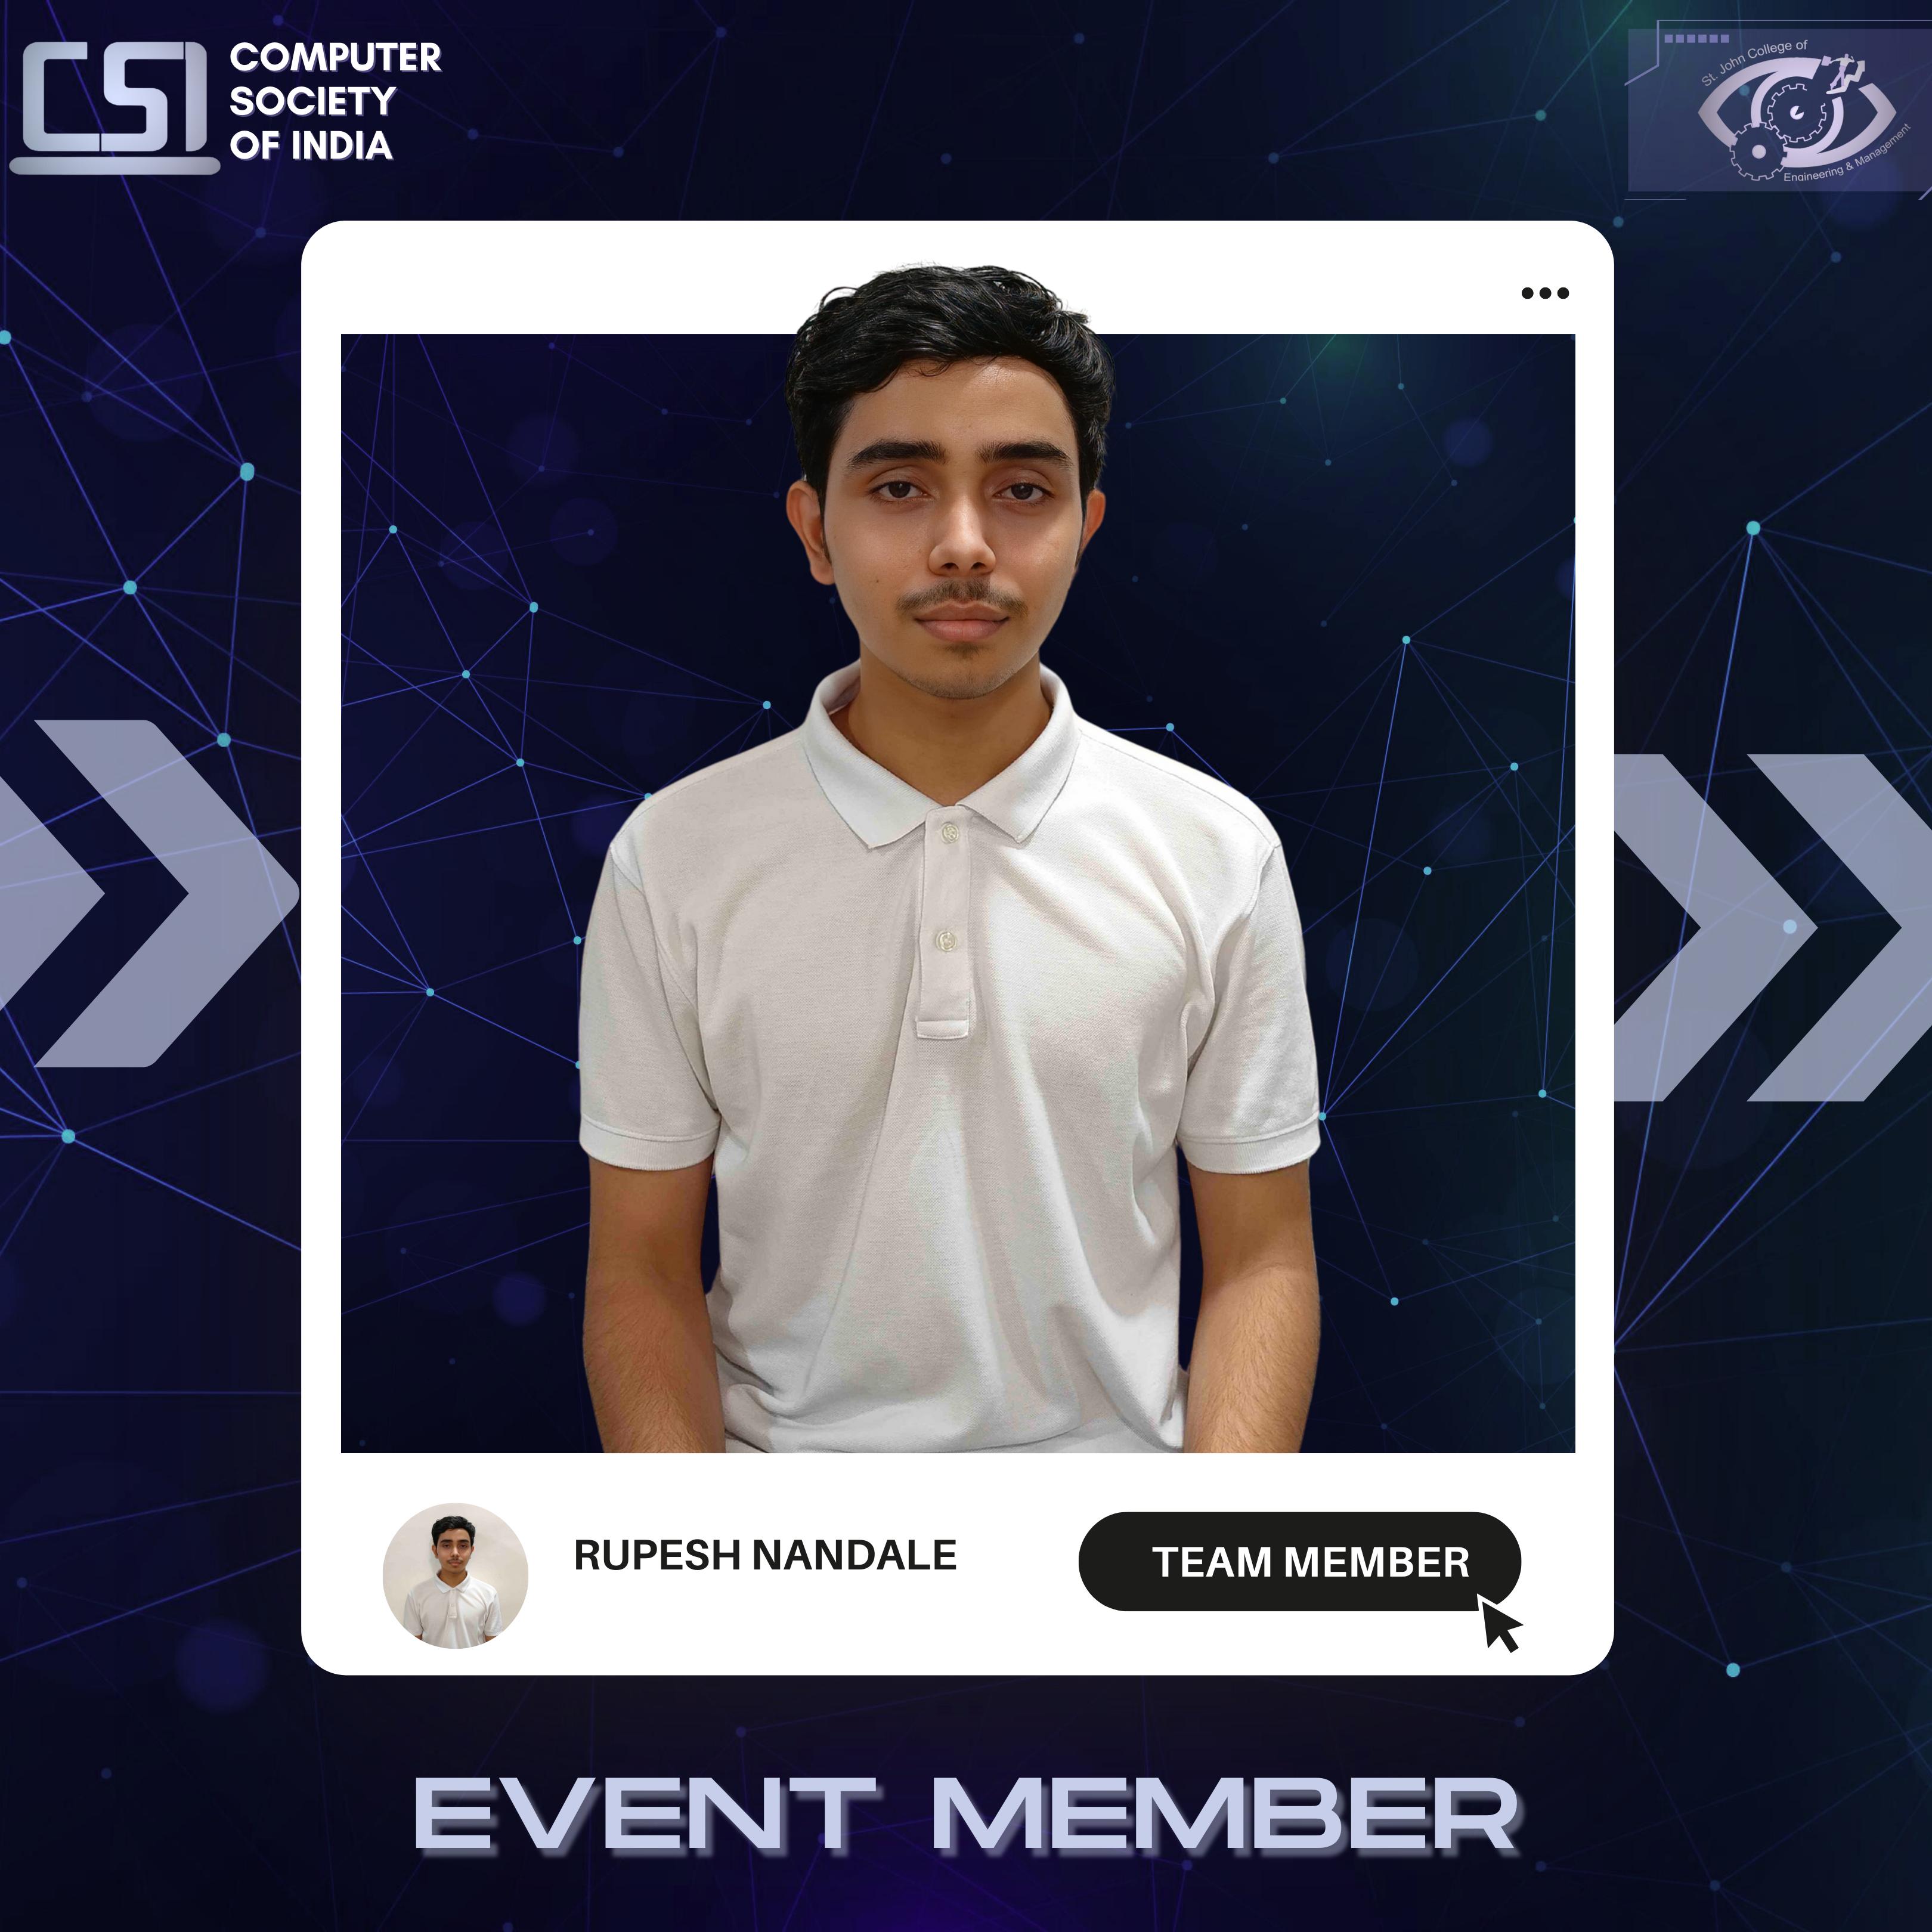 CSI
COMPUTER
SOCIETY
OF INDIA
St. John College of
Engineering & Management
RUPESH NANDALE
TEAM MEMBER
EVENT MEMBER